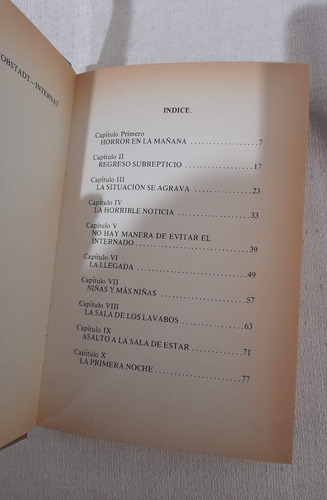 OBSTADT—INTERNAT
INDICE.
Capítulo Primero
HORROR EN LA MAÑANA . . . . . . . . . . . . . . . 7
Capítulo II
REGRESO SUBREPTICIO . . . . . . . . . . . . . . . 17
Capítulo III
LA SITUACIÓN SE AGRAVA . . . . . . . . . . . . . 23
Capítulo IV
LA HORRIBLE NOTICIA . . . . . . . . . . . . . . . 33
Capítulo V
NO HAY MANERA DE EVITAR EL
INTERNADO . . . . . . . . . . . . . . . . . . . . . . 39
Capítulo VI
LA LLEGADA . . . . . . . . . . . . . . . . . . . . . . 49
Capítulo VII
NIÑAS Y MÁS NIÑAS . . . . . . . . . . . . . . . . . 57
Capítulo VIII
LA SALA DE LOS LAVABOS . . . . . . . . . . . . . 63
Capítulo IX
ASALTO A LA SALA DE ESTAR . . . . . . . . . . . 71
Capítulo X
LA PRIMERA NOCHE . . . . . . . . . . . . . . . . . 77